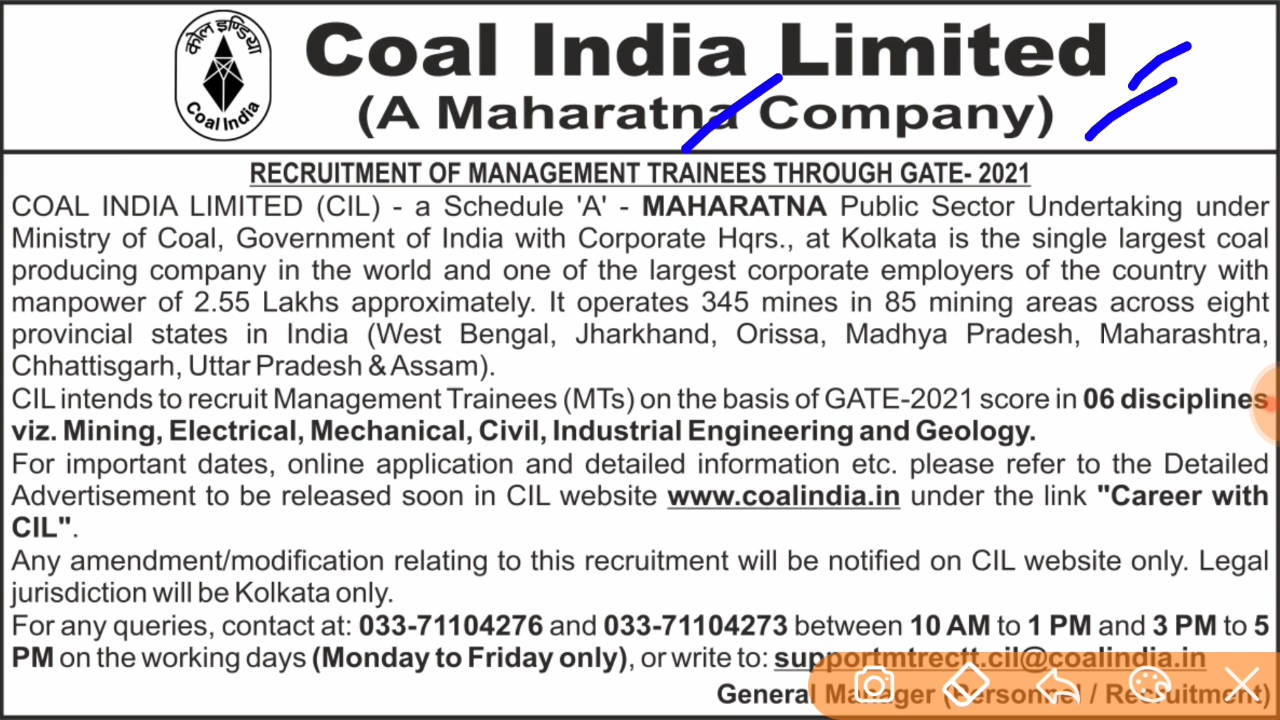 कोल इण्डिया
Coal India
Coal India Limited
(A Maharatna Company)
RECRUITMENT OF MANAGEMENT TRAINEES THROUGH GATE- 2021
COAL INDIA LIMITED (CIL) - a Schedule 'A' - MAHARATNA Public Sector Undertaking under
Ministry of Coal, Government of India with Corporate Hqrs., at Kolkata is the single largest coal
producing company in the world and one of the largest corporate employers of the country with
manpower of 2.55 Lakhs approximately. It operates 345 mines in 85 mining areas across eight
provincial states in India (West Bengal, Jharkhand, Orissa, Madhya Pradesh, Maharashtra,
Chhattisgarh, Uttar Pradesh & Assam).
CIL intends to recruit Management Trainees (MTs) on the basis of GATE-2021 score in 06 disciplines
viz. Mining, Electrical, Mechanical, Civil, Industrial Engineering and Geology.
For important dates, online application and detailed information etc. please refer to the Detailed
Advertisement to be released soon in CIL website www.coalindia.in under the link "Career with
CIL".
Any amendment/modification relating to this recruitment will be notified on CIL website only. Legal
jurisdiction will be Kolkata only.
For any queries, contact at: 033-71104276 and 033-71104273 between 10 AM to 1 PM and 3 PM to 5
PM on the working days (Monday to Friday only), or write to: supportmtrectt.cil@coalindia.in
General Manager (Personnel / Recruitment)